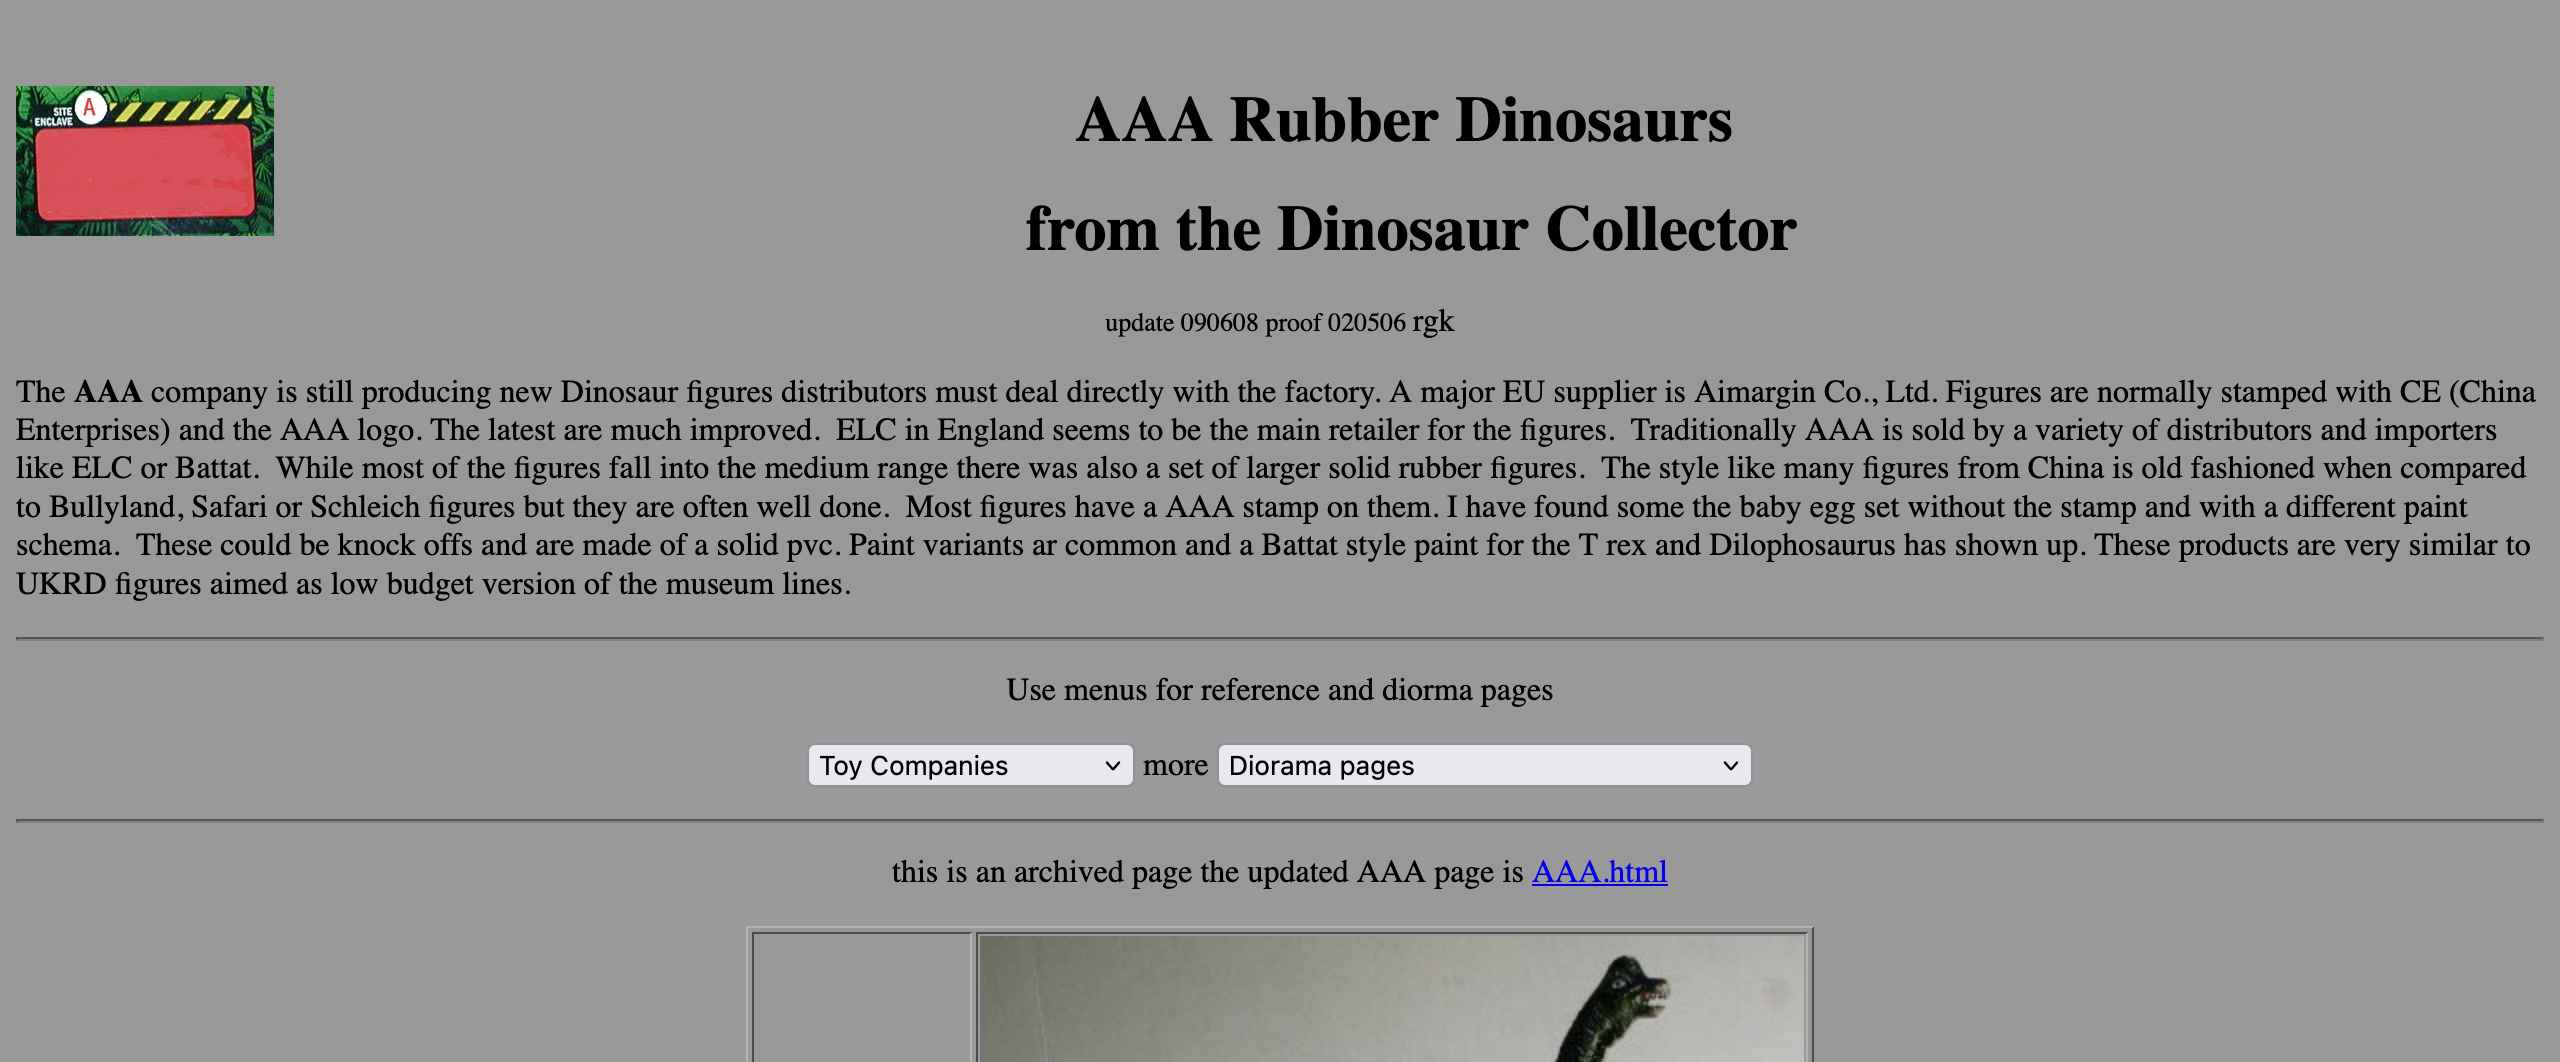 SITE A
ENCLAVE
AAA Rubber Dinosaurs
from the Dinosaur Collector
update 090608 proof 020506 rgk
The AAA company is still producing new Dinosaur figures distributors must deal directly with the factory. A major EU supplier is Aimargin Co., Ltd. Figures are normally stamped with CE (China
Enterprises) and the AAA logo. The latest are much improved.  ELC in England seems to be the main retailer for the figures.  Traditionally AAA is sold by a variety of distributors and importers
like ELC or Battat.  While most of the figures fall into the medium range there was also a set of larger solid rubber figures.  The style like many figures from China is old fashioned when compared
to Bullyland, Safari or Schleich figures but they are often well done.  Most figures have a AAA stamp on them. I have found some the baby egg set without the stamp and with a different paint
schema.  These could be knock offs and are made of a solid pvc. Paint variants ar common and a Battat style paint for the T rex and Dilophosaurus has shown up. These products are very similar to
UKRD figures aimed as low budget version of the museum lines.
Use menus for reference and diorma pages
Toy Companies more Diorama pages
this is an archived page the updated AAA page is AAA.html